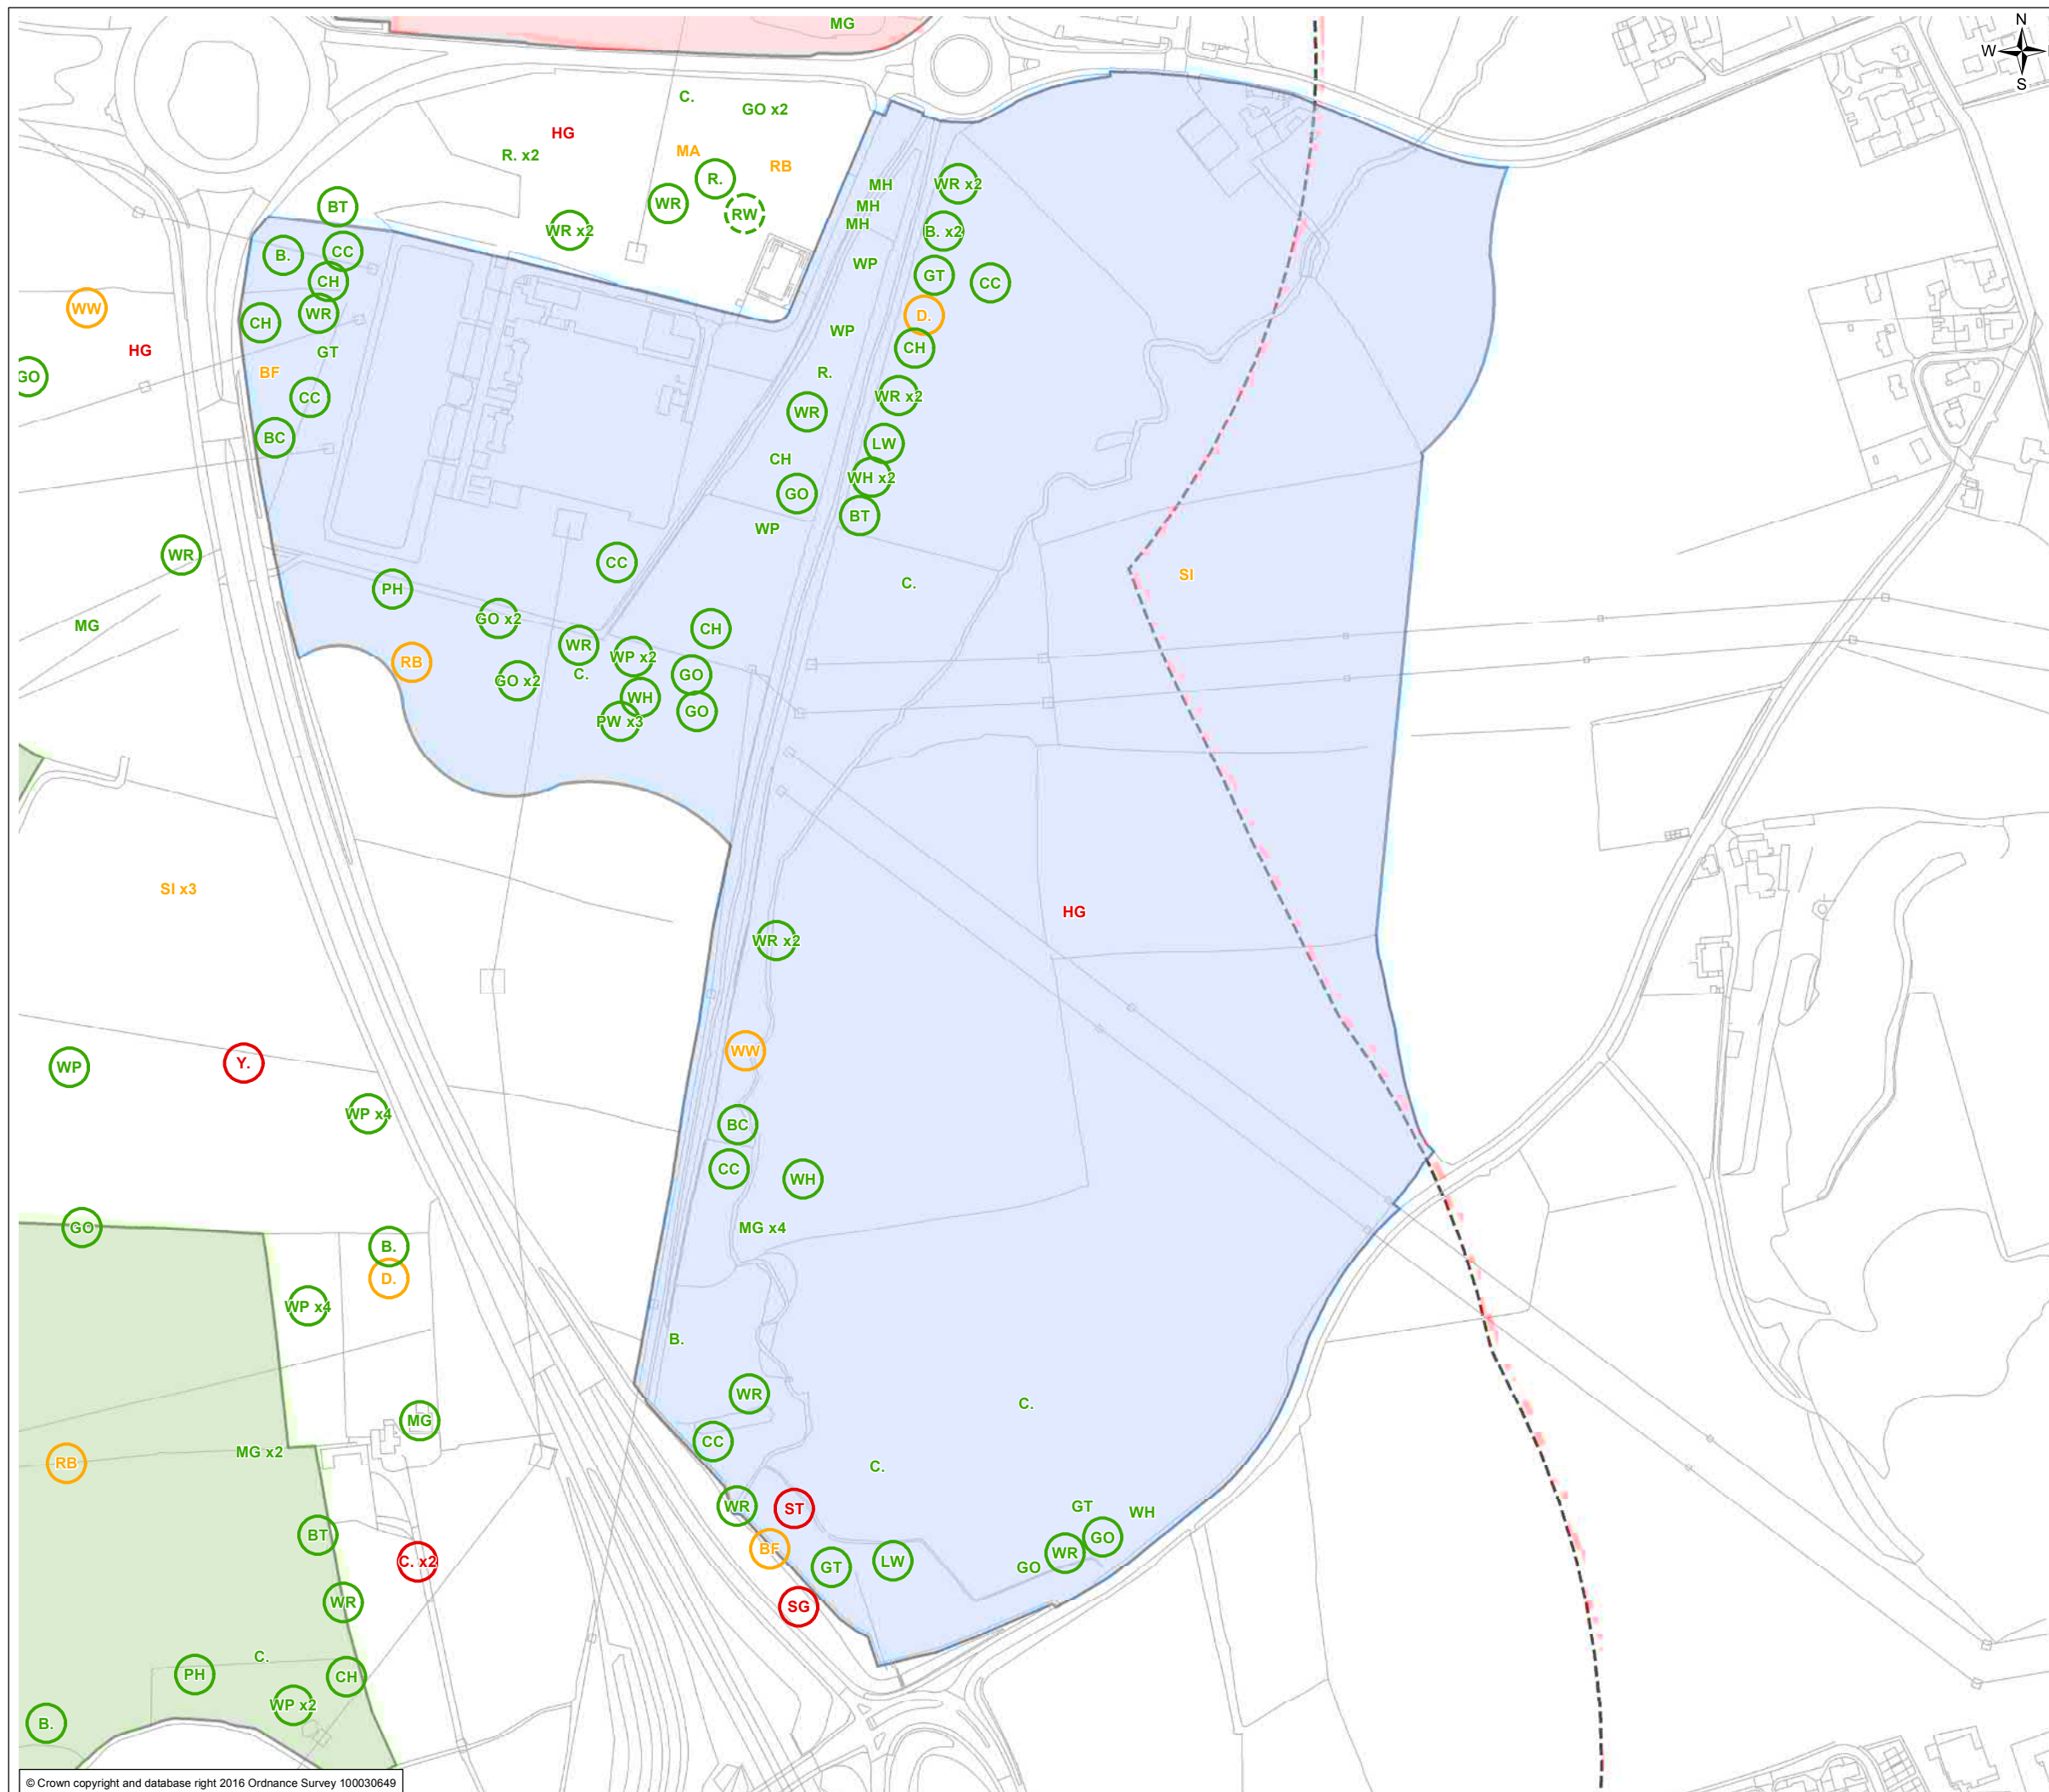 MG
N
W
S
C.
GO x2
HG
R. x2
MA
RB
R.
MH
WR x2
BT
WR
RW
MH
MH
WR x2
B. x2
B.
CC
CH
WP
GT
CC
WW
WR
CH
D.
WP
HG
GT
CH
GO
BF
R.
CC
WR x2
WR
BC
LW
CH
WH x2
GO
BT
WP
WR
CC
SI
PH
C.
GO x2
MG
CH
WR
WP x2
RB
C.
GO
GO x2
WH
GO
PW x3
SI x3
HG
WR x2
WW
Y.
WP
WP x4
BC
CC
WH
GO
MG x4
B.
D.
WP x4
B.
WR
C.
MG
CC
MG x2
RB
C.
WR
ST
GT
WH
BT
BF
GO
WR
C. x2
GT
LW
GO
WR
SG
C.
PH
CH
WP x2
B.
© Crown copyright and database right 2016 Ordnance Survey 100030649